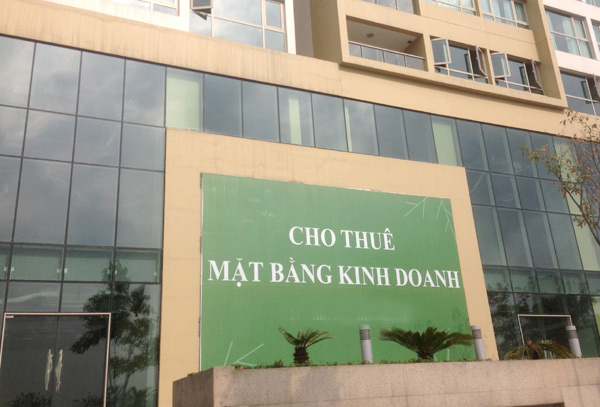 CHO THUÊ
MẶT BẰNG KINH DOANH